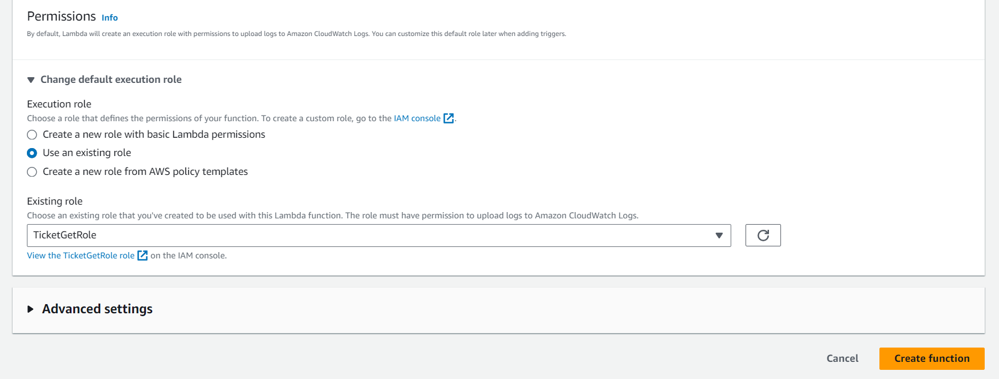 Permissions Info
By default, Lambda will create an execution role with permissions to upload logs to Amazon CloudWatch Logs. You can customize this default role later when adding triggers.
Change default execution role
Execution role
Choose a role that defines the permissions of your function. To create a custom role, go to the IAM console.
Create a new role with basic Lambda permissions
Use an existing role
Create a new role from AWS policy templates
Existing role
Choose an existing role that you've created to be used with this Lambda function. The role must have permission to upload logs to Amazon CloudWatch Logs.
TicketGetRole
View the TicketGetRole role on the IAM console.
Advanced settings
Cancel Create function